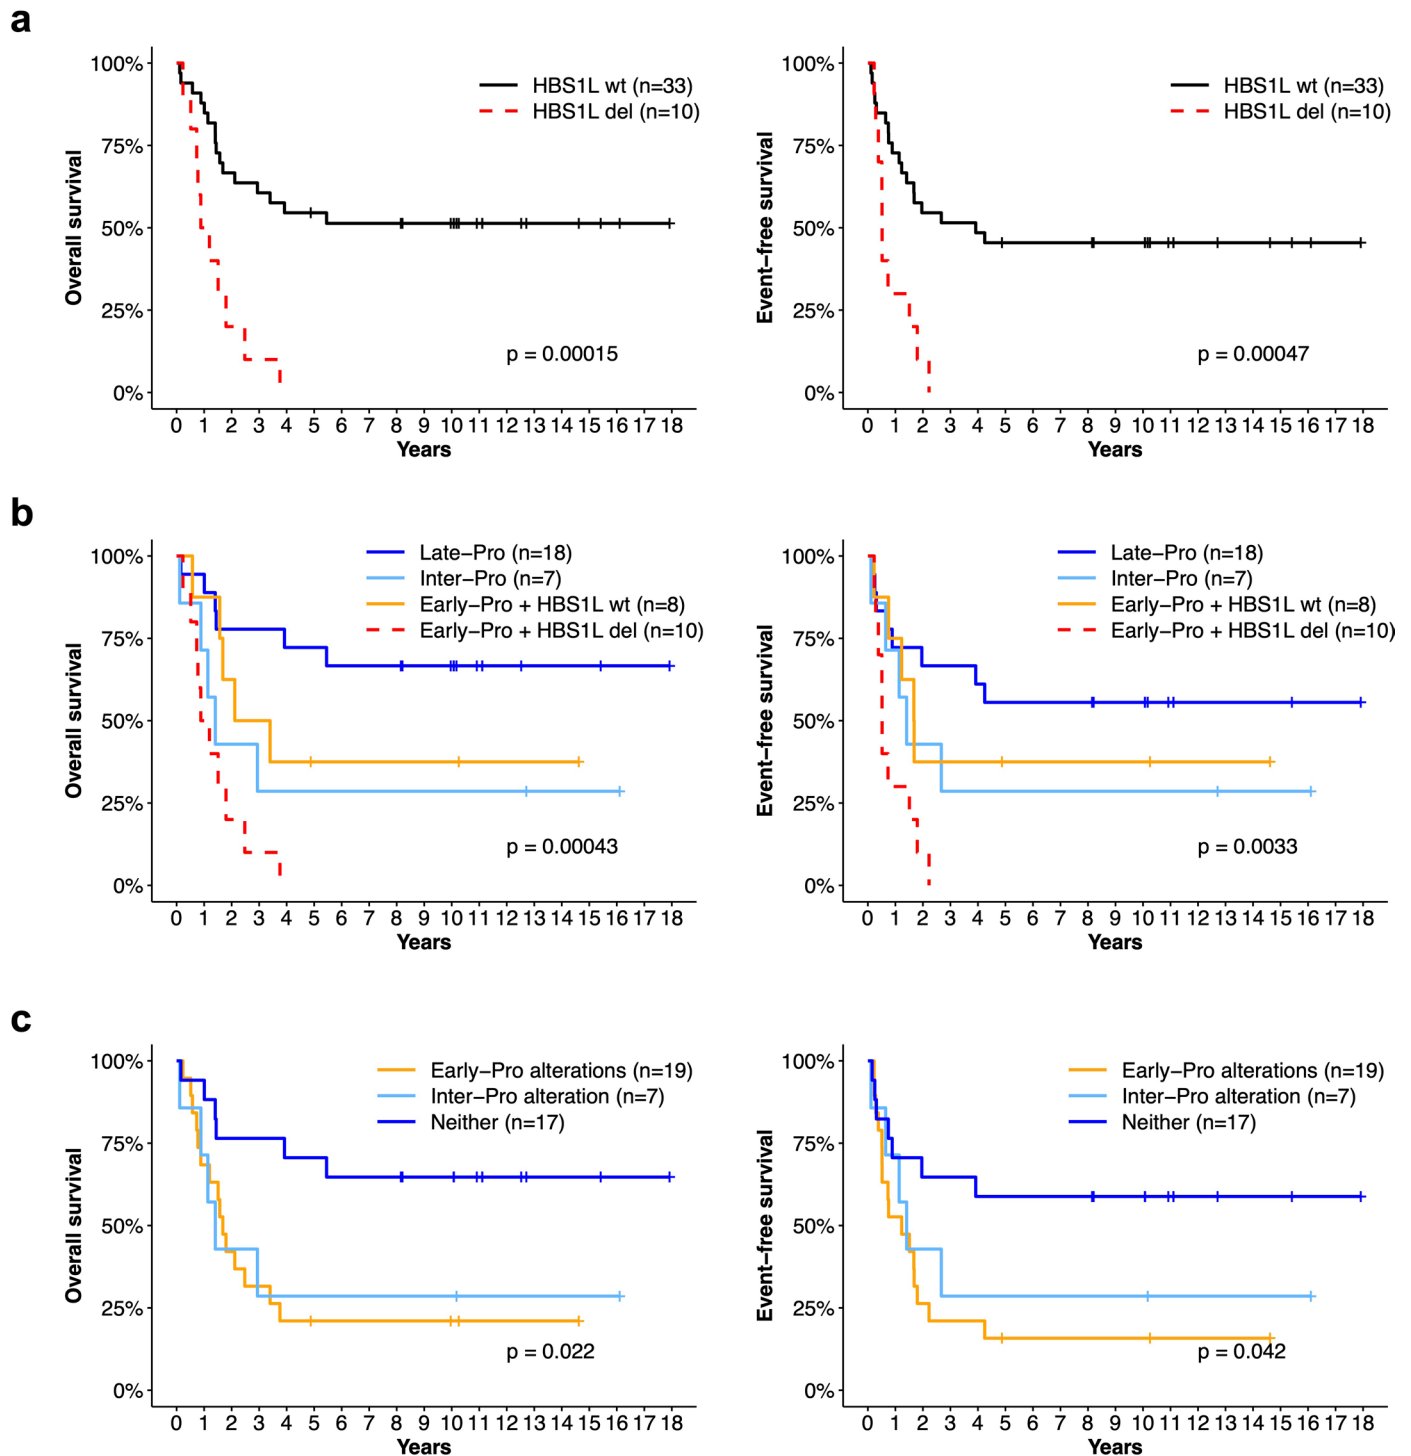 a
Overall survival
100%
75%
50%
25%
0%
HBS1L wt (n=33)
HBS1L del (n=10)
p = 0.00015
0 1 2 3 4 5 6 7 8 9 10 11 12 13 14 15 16 17 18
Years
Event−free survival
100%
75%
50%
25%
0%
HBS1L wt (n=33)
HBS1L del (n=10)
p = 0.00047
0 1 2 3 4 5 6 7 8 9 10 11 12 13 14 15 16 17 18
Years
b
Overall survival
100%
75%
50%
25%
0%
Late−Pro (n=18)
Inter−Pro (n=7)
Early−Pro + HBS1L wt (n=8)
Early−Pro + HBS1L del (n=10)
p = 0.00043
0 1 2 3 4 5 6 7 8 9 10 11 12 13 14 15 16 17 18
Years
Event−free survival
100%
75%
50%
25%
0%
Late−Pro (n=18)
Inter−Pro (n=7)
Early−Pro + HBS1L wt (n=8)
Early−Pro + HBS1L del (n=10)
p = 0.0033
0 1 2 3 4 5 6 7 8 9 10 11 12 13 14 15 16 17 18
Years
c
Overall survival
100%
75%
50%
25%
0%
Early−Pro alterations (n=19)
Inter−Pro alteration (n=7)
Neither (n=17)
p = 0.022
0 1 2 3 4 5 6 7 8 9 10 11 12 13 14 15 16 17 18
Years
Event−free survival
100%
75%
50%
25%
0%
Early−Pro alterations (n=19)
Inter−Pro alteration (n=7)
Neither (n=17)
p = 0.042
0 1 2 3 4 5 6 7 8 9 10 11 12 13 14 15 16 17 18
Years